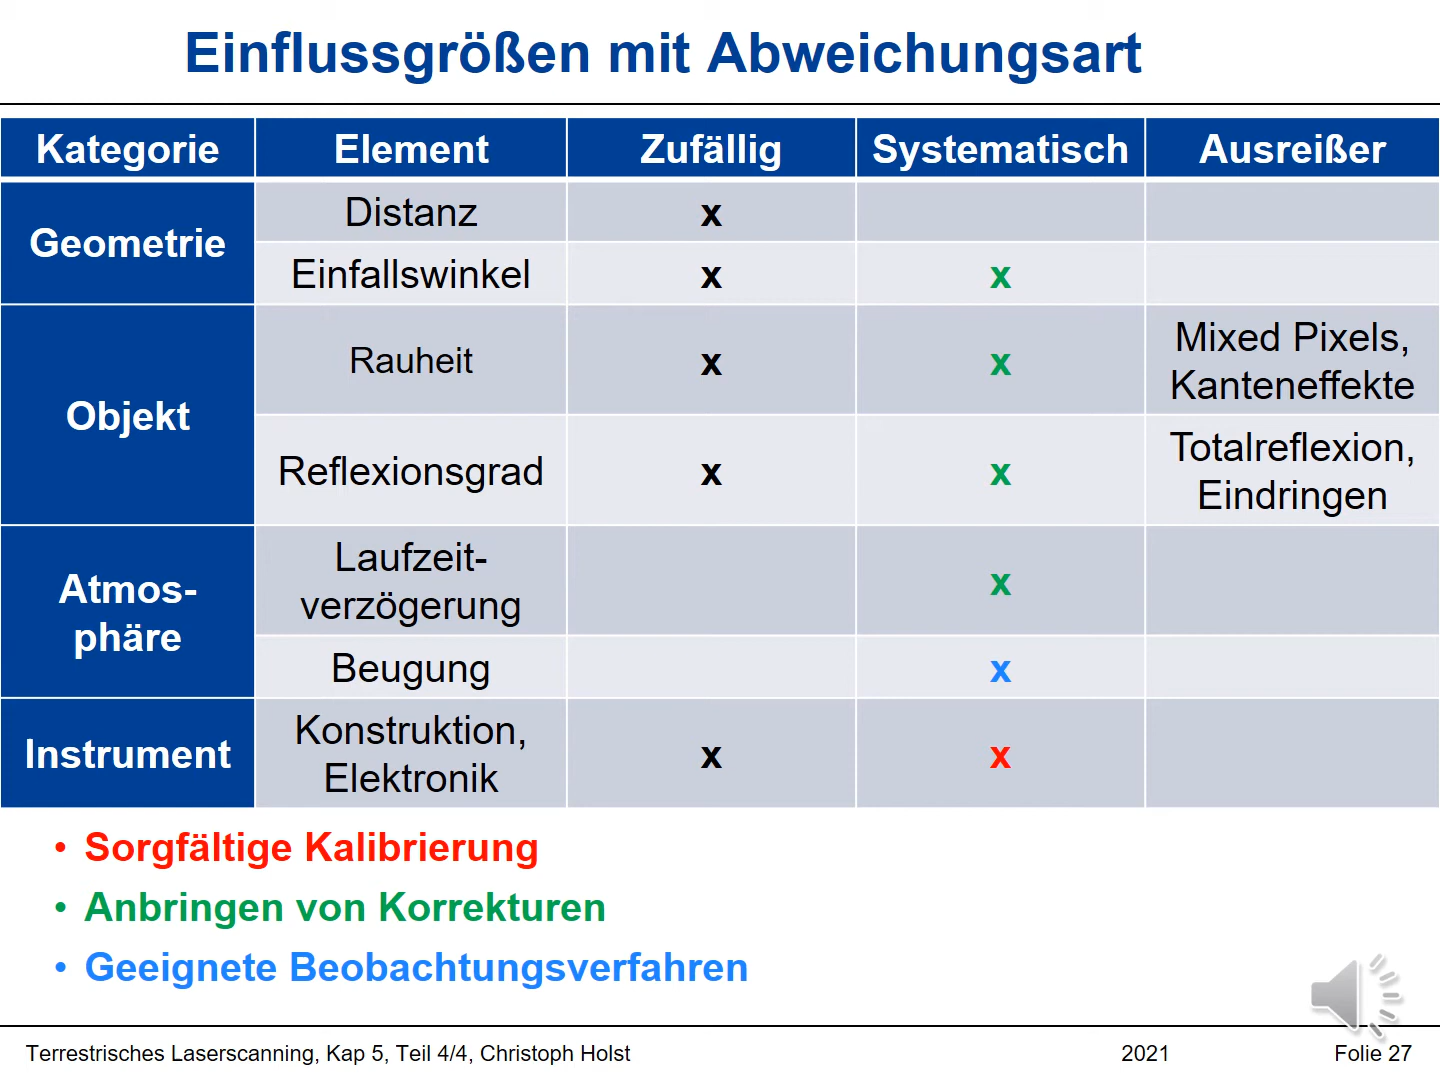 Einflussgrößen mit Abweichungsart
Kategorie Element Zufällig Systematisch Ausreißer
Geometrie
Distanz x
Einfallswinkel x x
Objekt
Rauheit x x Mixed Pixels,
Kanteneffekte
Reflexionsgrad x x Totalreflexion,
Eindringen
Atmos-
phäre
Laufzeit-
verzögerung x
Beugung x
Instrument
Konstruktion,
Elektronik x x
• Sorgfältige Kalibrierung
• Anbringen von Korrekturen
• Geeignete Beobachtungsverfahren
Terrestrisches Laserscanning, Kap 5, Teil 4/4, Christoph Holst 2021 Folie 27